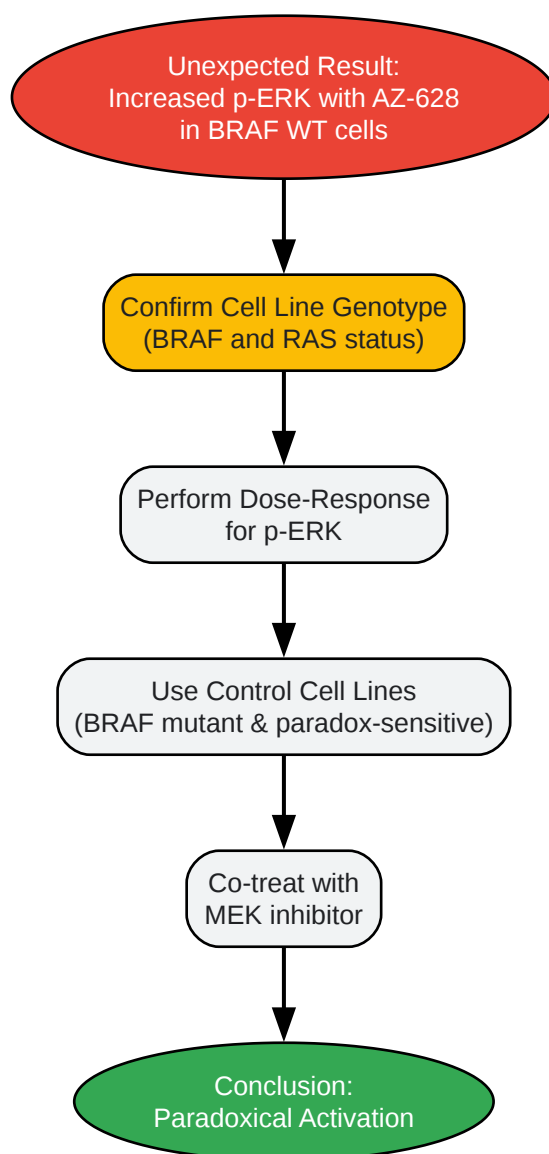 Unexpected Result:
Increased p-ERK with AZ-628
in BRAF WT cells
Confirm Cell Line Genotype
(BRAF and RAS status)
Perform Dose-Response
for p-ERK
Use Control Cell Lines
(BRAF mutant & paradox-sensitive)
Co-treat with
MEK inhibitor
Conclusion:
Paradoxical Activation